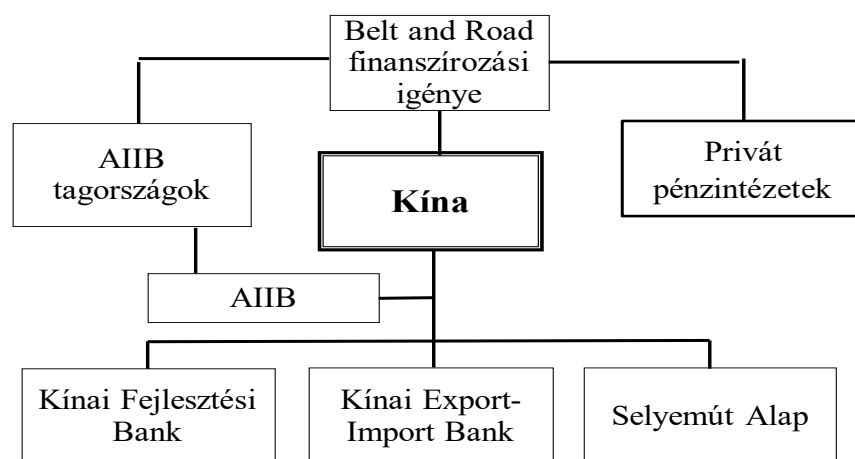 Belt and Road
finanszírozási
igénye
AIIB
tagországok
Kína
Privát
pénzintézetek
AIIB
Kínai Fejlesztési
Bank
Kínai Export-
Import Bank
Selyemút Alap